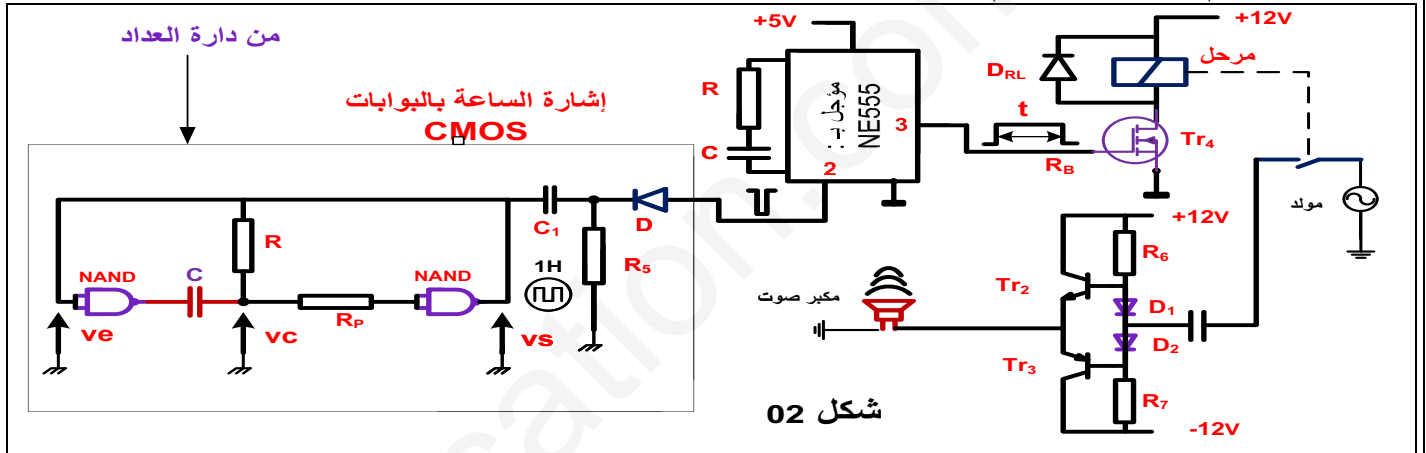 من دارة العداد
إشارة الساعة بالبوابات
CMOS
+5V
R
C
مؤجل بـ:
NE555
3
2
t
R_B
D_RL
+12V
مرحل
Tr4
مولد
NAND
C
R
R_P
NAND
ve
vc
vs
C1
D
R5
1H
مكبر صوت
+12V
R6
Tr2
D1
D2
Tr3
R7
-12V
شكل 02